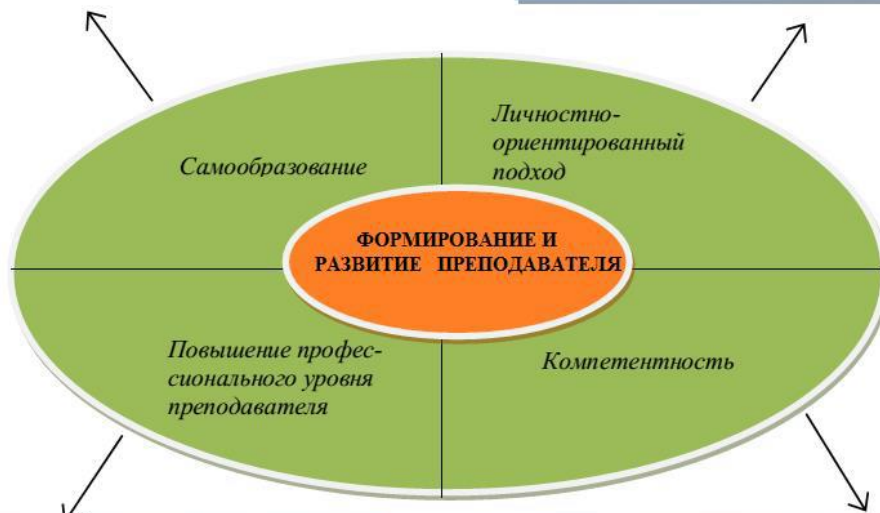 Самообразование
Личностно-
ориентированный
подход
ФОРМИРОВАНИЕ И
РАЗВИТИЕ ПРЕПОДАВАТЕЛЯ
Повышение профес-
сионального уровня
преподавателя
Компетентность